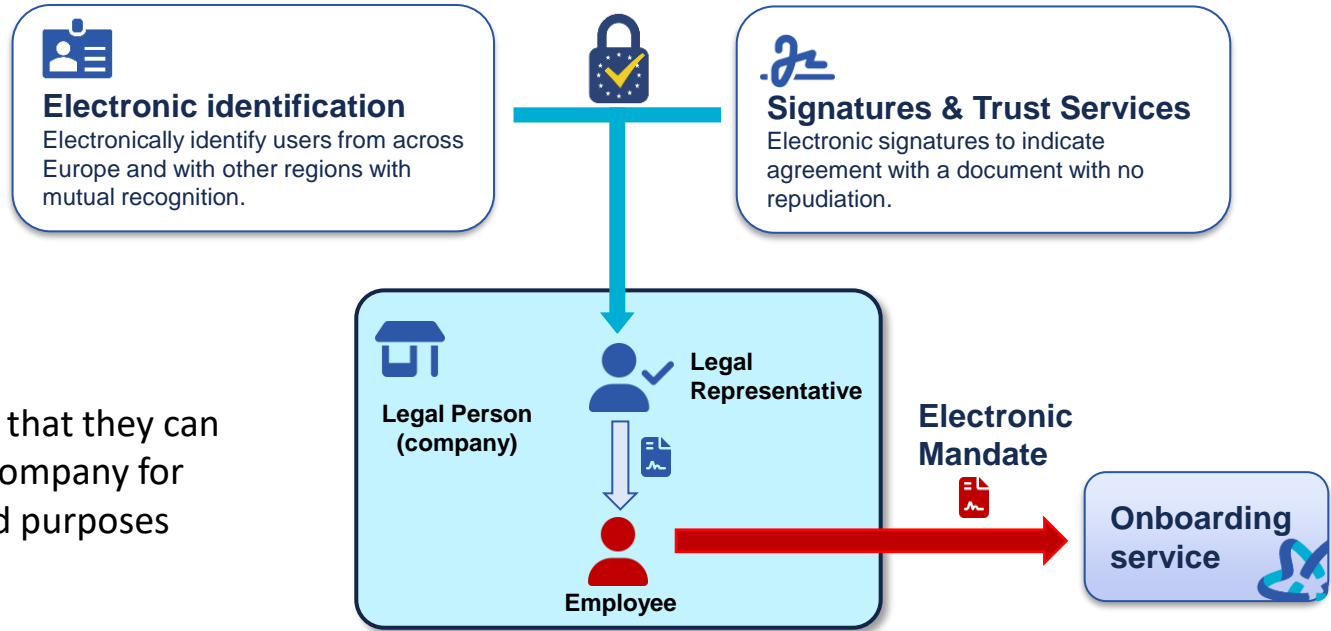 Electronic identification
Electronically identify users from across
Europe and with other regions with
mutual recognition.
Signatures & Trust Services
Electronic signatures to indicate
agreement with a document with no
repudiation.
Legal Person
(company)
Legal
Representative
Employee
that they can
ompany for
d purposes
Electronic
Mandate
Onboarding
service